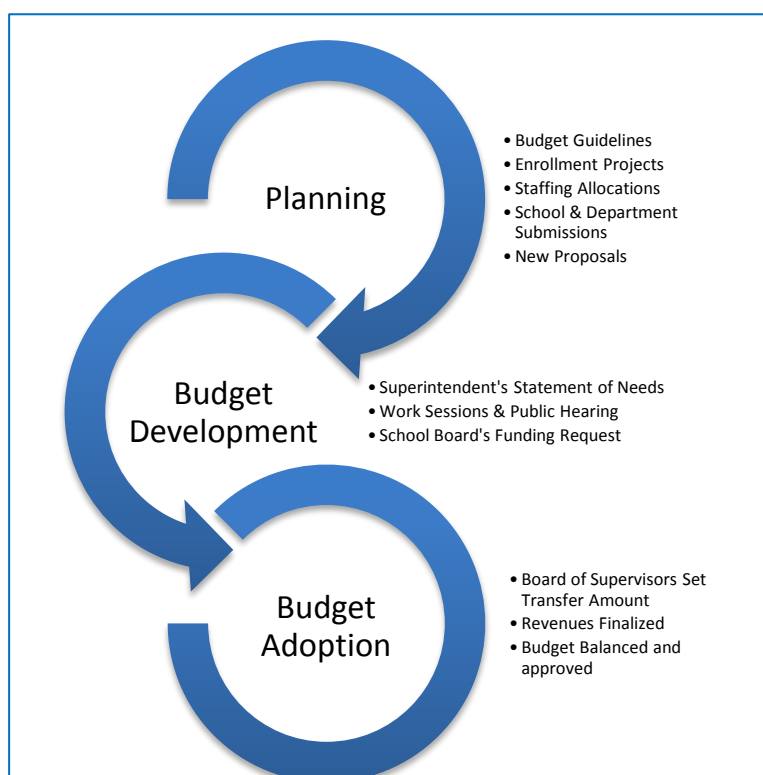 Planning
• Budget Guidelines
• Enrollment Projects
• Staffing Allocations
• School & Department
Submissions
• New Proposals
Budget
Development
• Superintendent's Statement of Needs
• Work Sessions & Public Hearing
• School Board's Funding Request
Budget
Adoption
• Board of Supervisors Set
Transfer Amount
• Revenues Finalized
• Budget Balanced and
approved